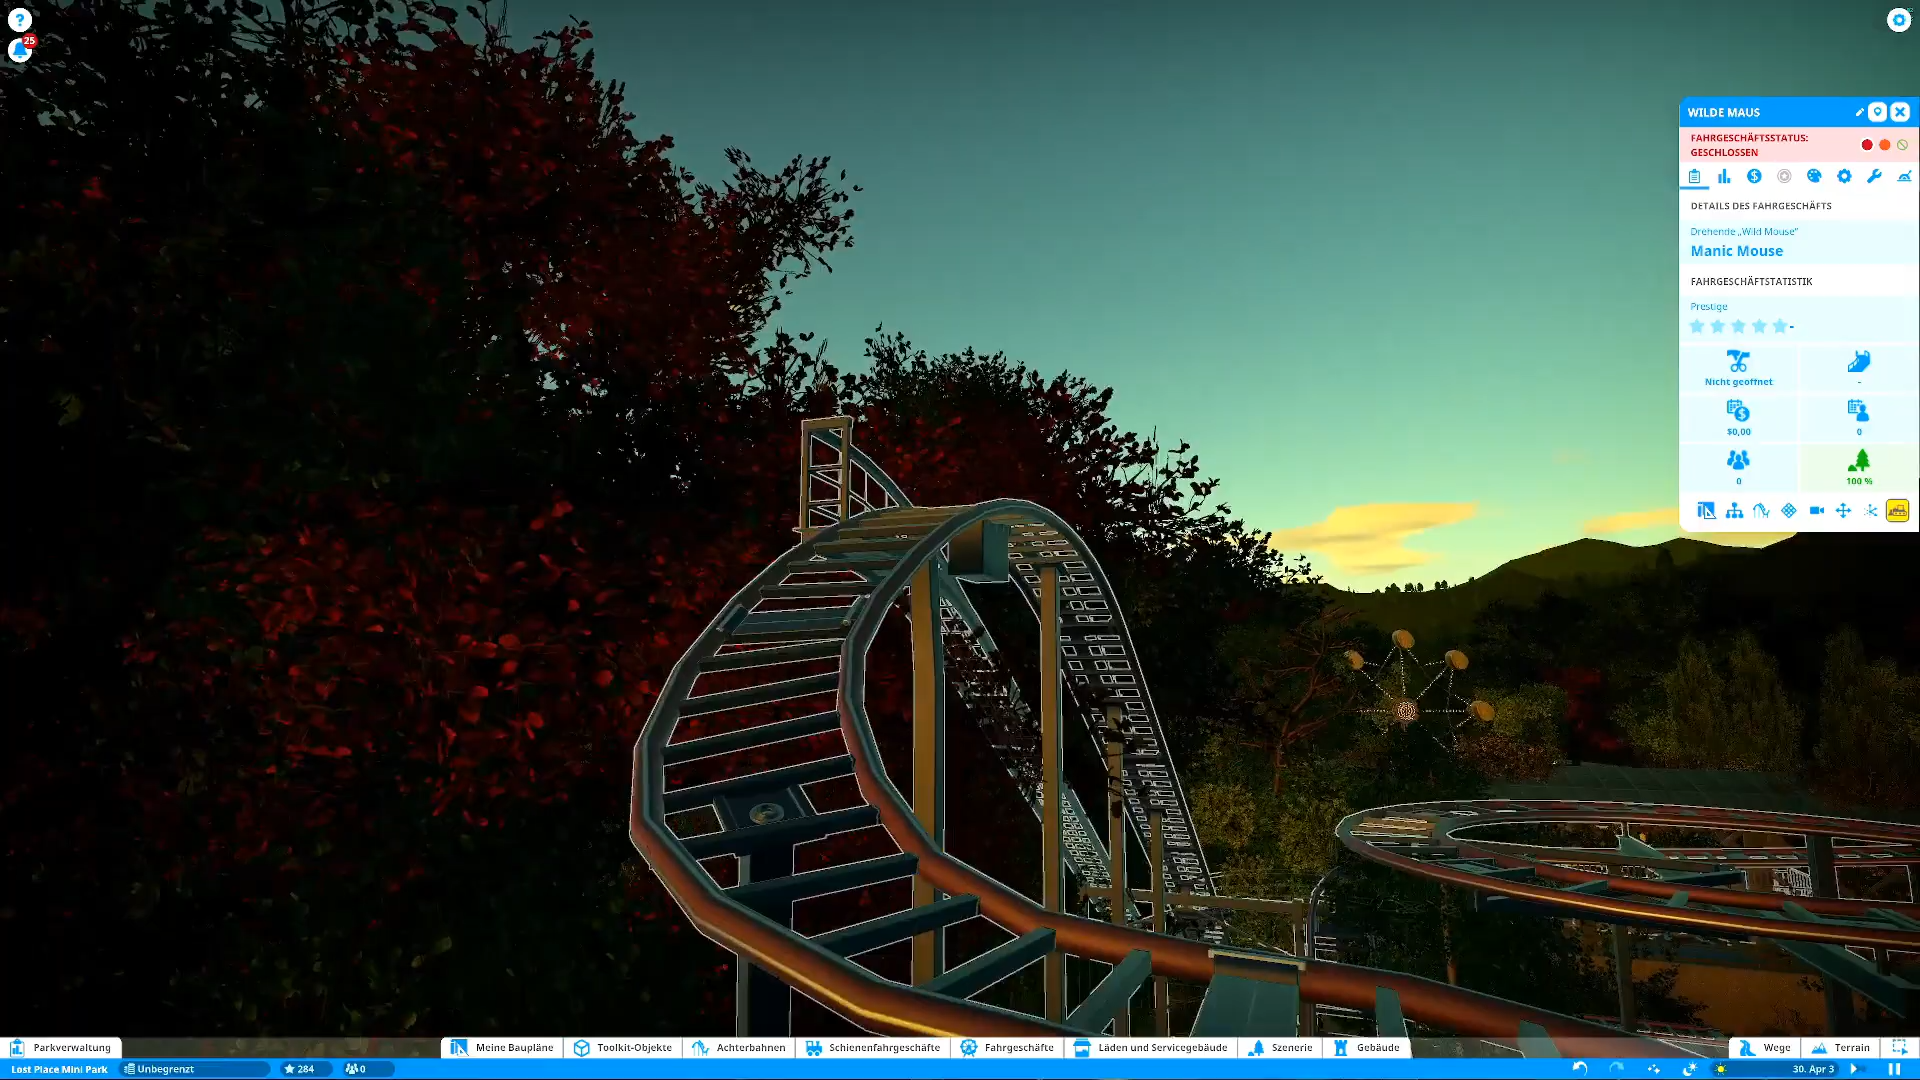 ?
25
WILDE MAUS
FAHRGESCHÄFTSSTATUS:
GESCHLOSSEN
DETAILS DES FAHRGESCHÄFTS
Drehende „Wild Mouse“
Manic Mouse
FAHRGESCHÄFTSTATISTIK
Prestige
-
Nicht geöffnet
-
$0,00
0
0
100 %
Parkverwaltung
Meine Baupläne
Toolkit-Objekte
Achterbahnen
Schienenfahrgeschäfte
Fahrgeschäfte
Läden und Servicegebäude
Szenerie
Gebäude
Wege
Terrain
Lost Place Mini Park
Unbegrenzt
284
0
30. Apr 3